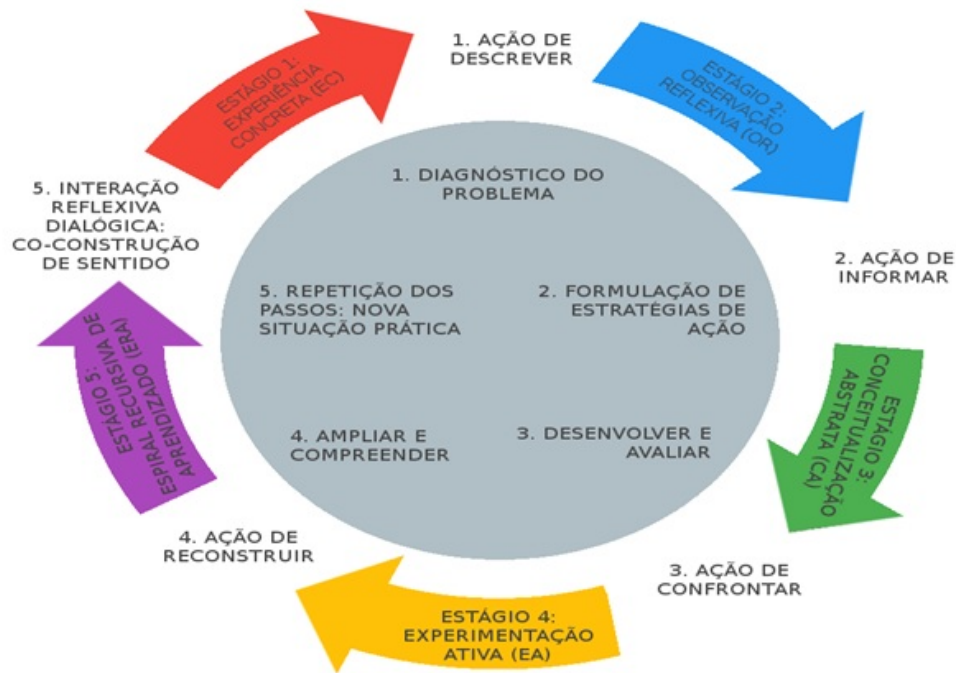 ESTÁGIO 1:
EXPERIÊNCIA
CONCRETA (EC)
1. AÇÃO DE
DESCREVER
ESTÁGIO 2:
OBSERVAÇÃO
REFLEXIVA (OR)
2. AÇÃO DE
INFORMAR
ESTÁGIO 3:
CONCEITUALIZAÇÃO
ABSTRATA (CA)
3. AÇÃO DE
CONFRONTAR
ESTÁGIO 4:
EXPERIMENTAÇÃO
ATIVA (EA)
4. AÇÃO DE
RECONSTRUIR
ESTÁGIO 5:
ESPIRAL RECURSIVA DE
APRENDIZADO (ERA)
5. INTERAÇÃO
REFLEXIVA
DIALÓGICA:
CO-CONSTRUÇÃO
DE SENTIDO
1. DIAGNÓSTICO DO
PROBLEMA
2. FORMULAÇÃO DE
ESTRATÉGIAS DE
AÇÃO
3. DESENVOLVER E
AVALIAR
4. AMPLIAR E
COMPREENDER
5. REPETIÇÃO DOS
PASSOS: NOVA
SITUAÇÃO PRÁTICA